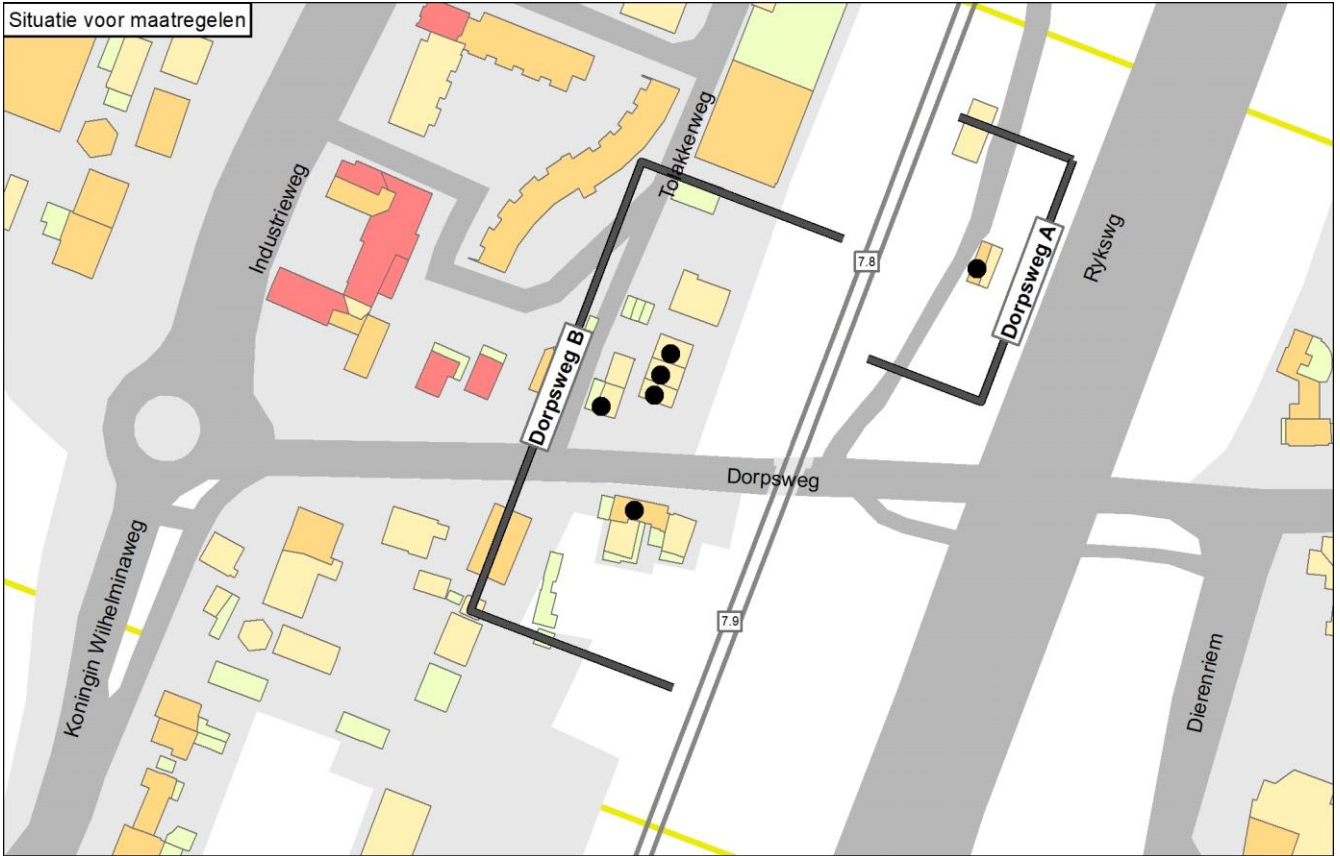 Situatie voor maatregelen
Tolakkerweg
Industrieweg
Rykswg
7.8
Dorpsweg A
Dorpsweg B
Dorpsweg
7.9
Koningin Wilhelminaweg
Dierenriem